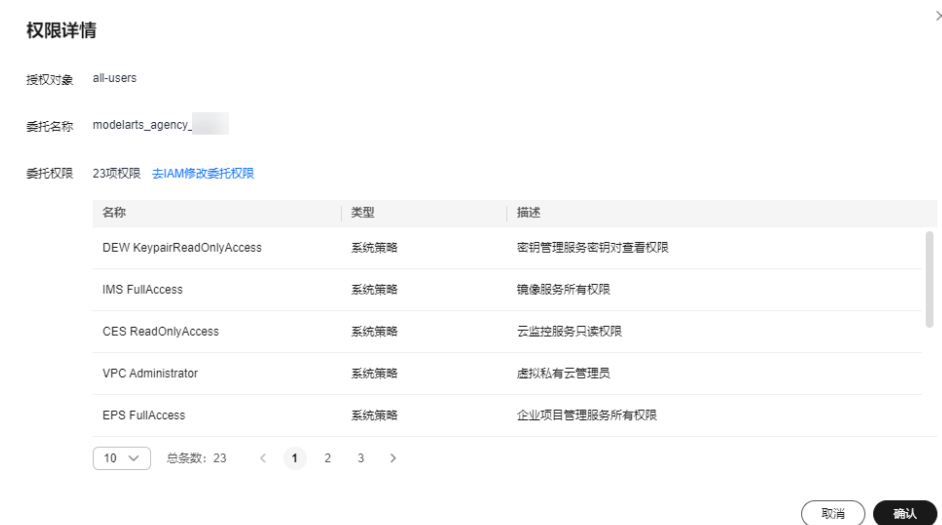 权限详情
授权对象 all-users
委托名称 modelarts_agency_
委托权限 23项权限 去IAM修改委托权限
名称 类型 描述
DEW KeypairReadOnlyAccess 系统策略 密钥管理服务密钥对查看权限
IMS FullAccess 系统策略 镜像服务所有权限
CES ReadOnlyAccess 系统策略 云监控服务只读权限
VPC Administrator 系统策略 虚拟私有云管理员
EPS FullAccess 系统策略 企业项目管理服务所有权限
10 总条数: 23 1 2 3
取消 确认